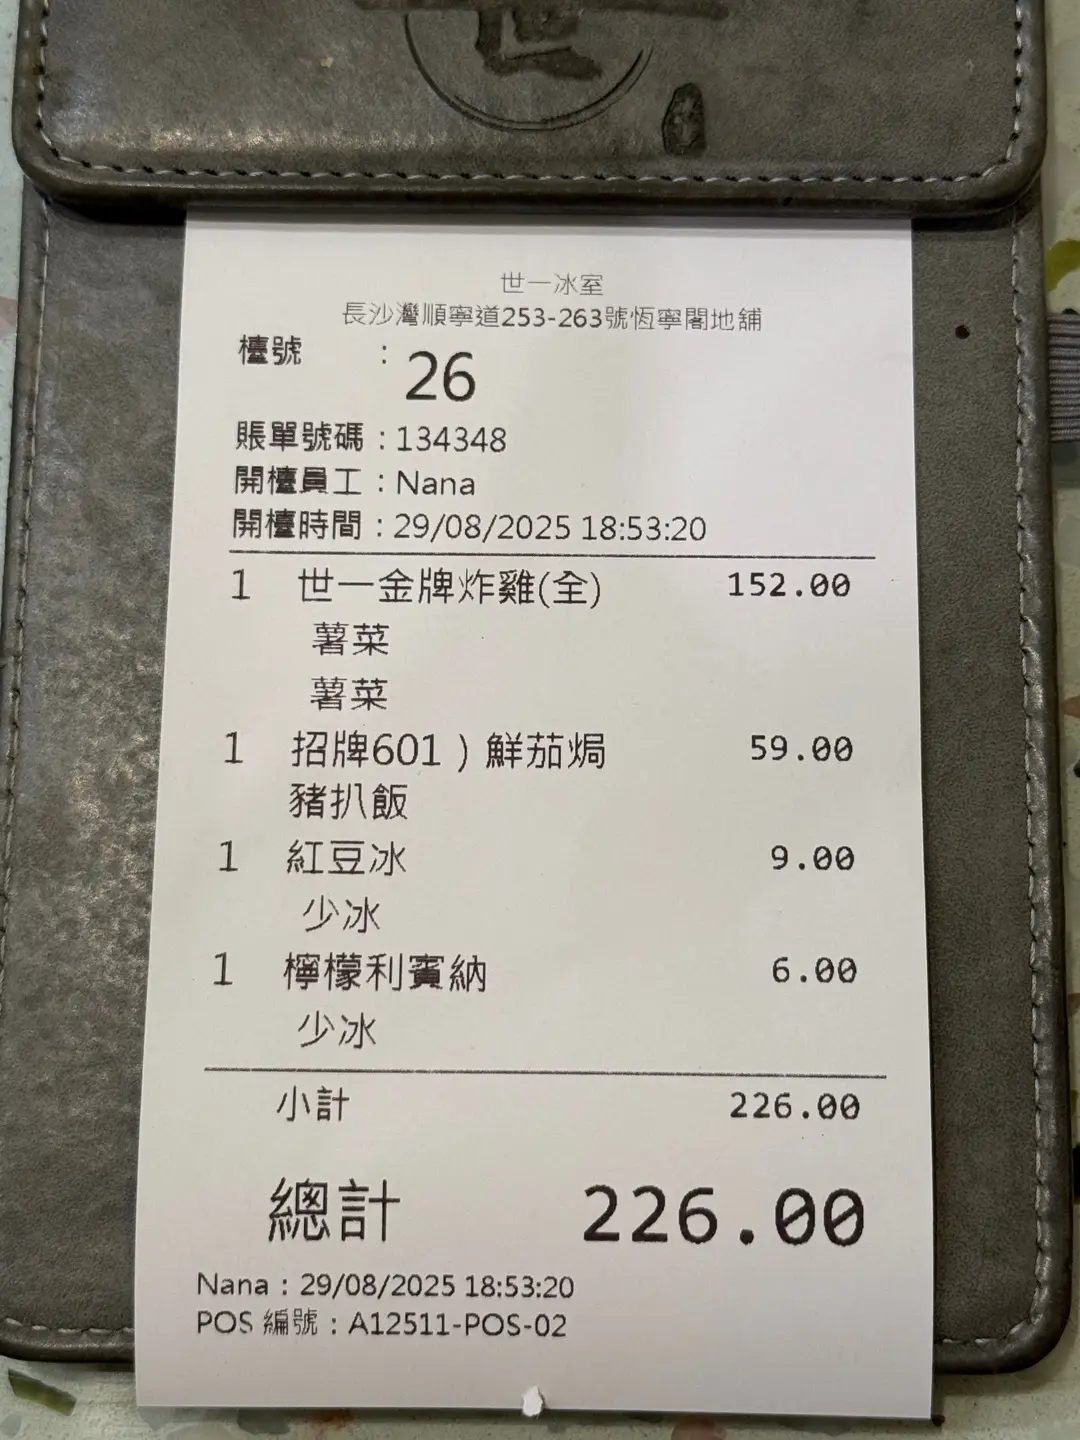 世
世一冰室
長沙灣順寧道253-263號恆寧閣地舖
檯號 : 26
賬單號碼 : 134348
開檯員工 : Nana
開檯時間 : 29/08/2025 18:53:20
1 世一金牌炸雞(全) 152.00
薯菜
薯菜
1 招牌601）鮮茄焗 59.00
豬扒飯
1 紅豆冰 9.00
少冰
1 檸檬利賓納 6.00
少冰
小計 226.00
總計 226.00
Nana : 29/08/2025 18:53:20
POS 編號 : A12511-POS-02